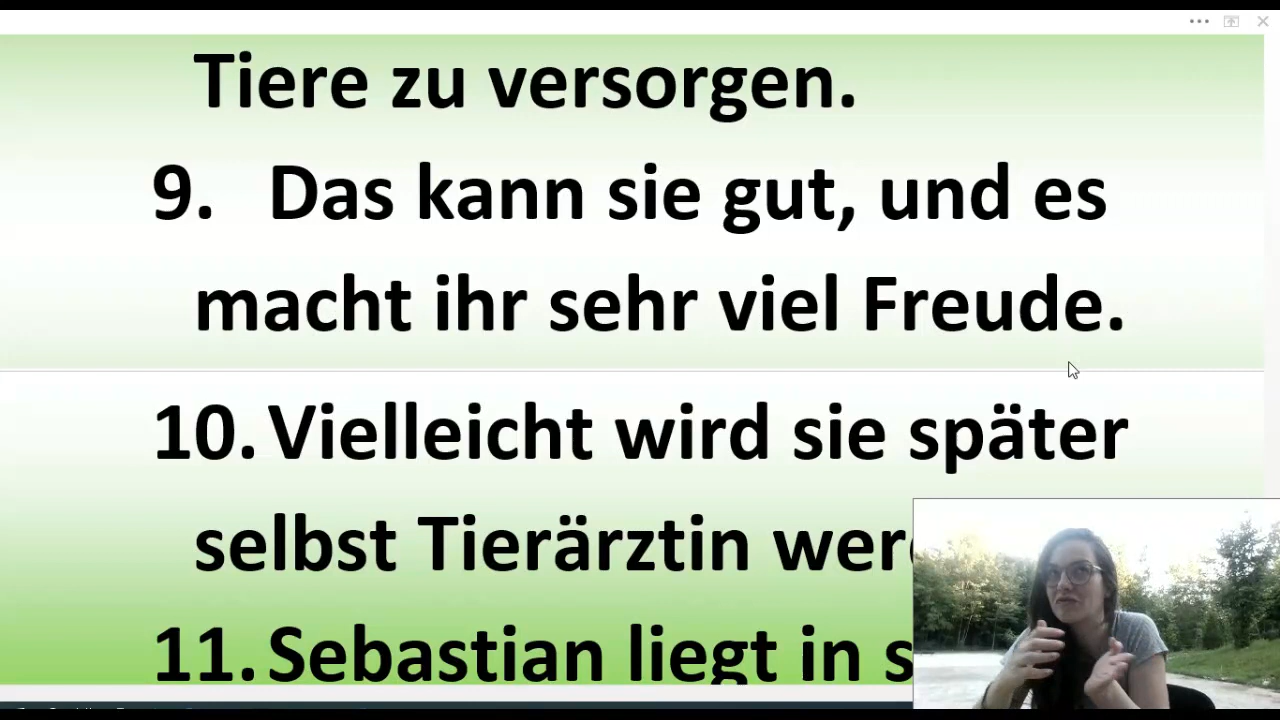 Tiere zu versorgen.
9. Das kann sie gut, und es
macht ihr sehr viel Freude.
10. Vielleicht wird sie später
selbst Tierärztin
11. Sebastian liegt in